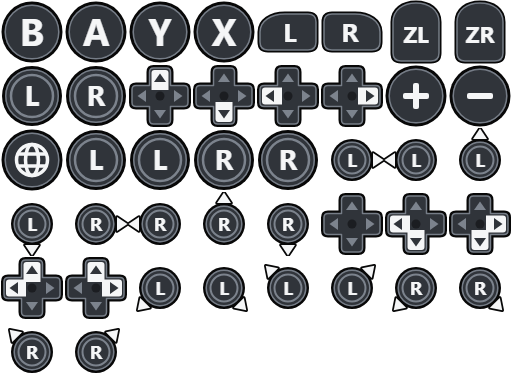 B A Y X L R ZL ZR
L R + −
L L R R L L L
L R R R R
L L L L R R
R R